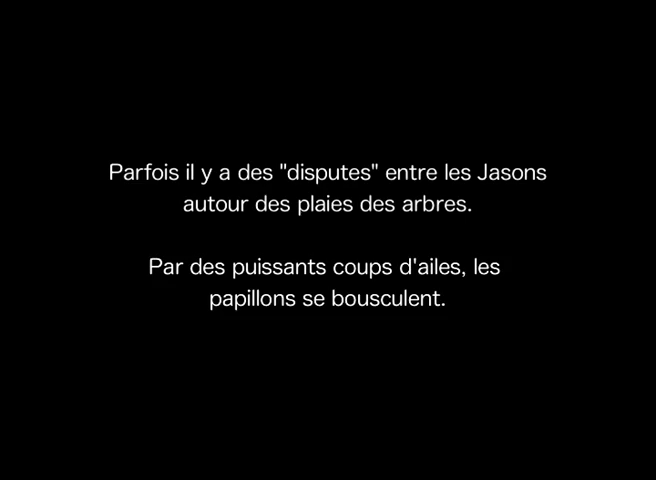 Parfois il y a des "disputes" entre les Jasons
autour des plaies des arbres.
Par des puissants coups d'ailes, les
papillons se bousculent.